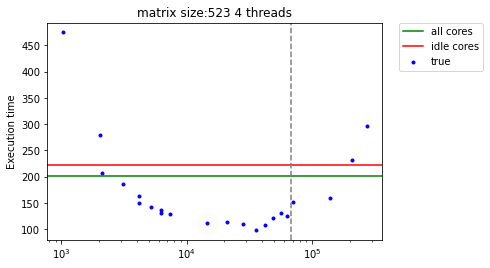 matrix size:523 4 threads
all cores
idle cores
true
Execution time
450
400
350
300
250
200
150
100
10³
10⁴
10⁵